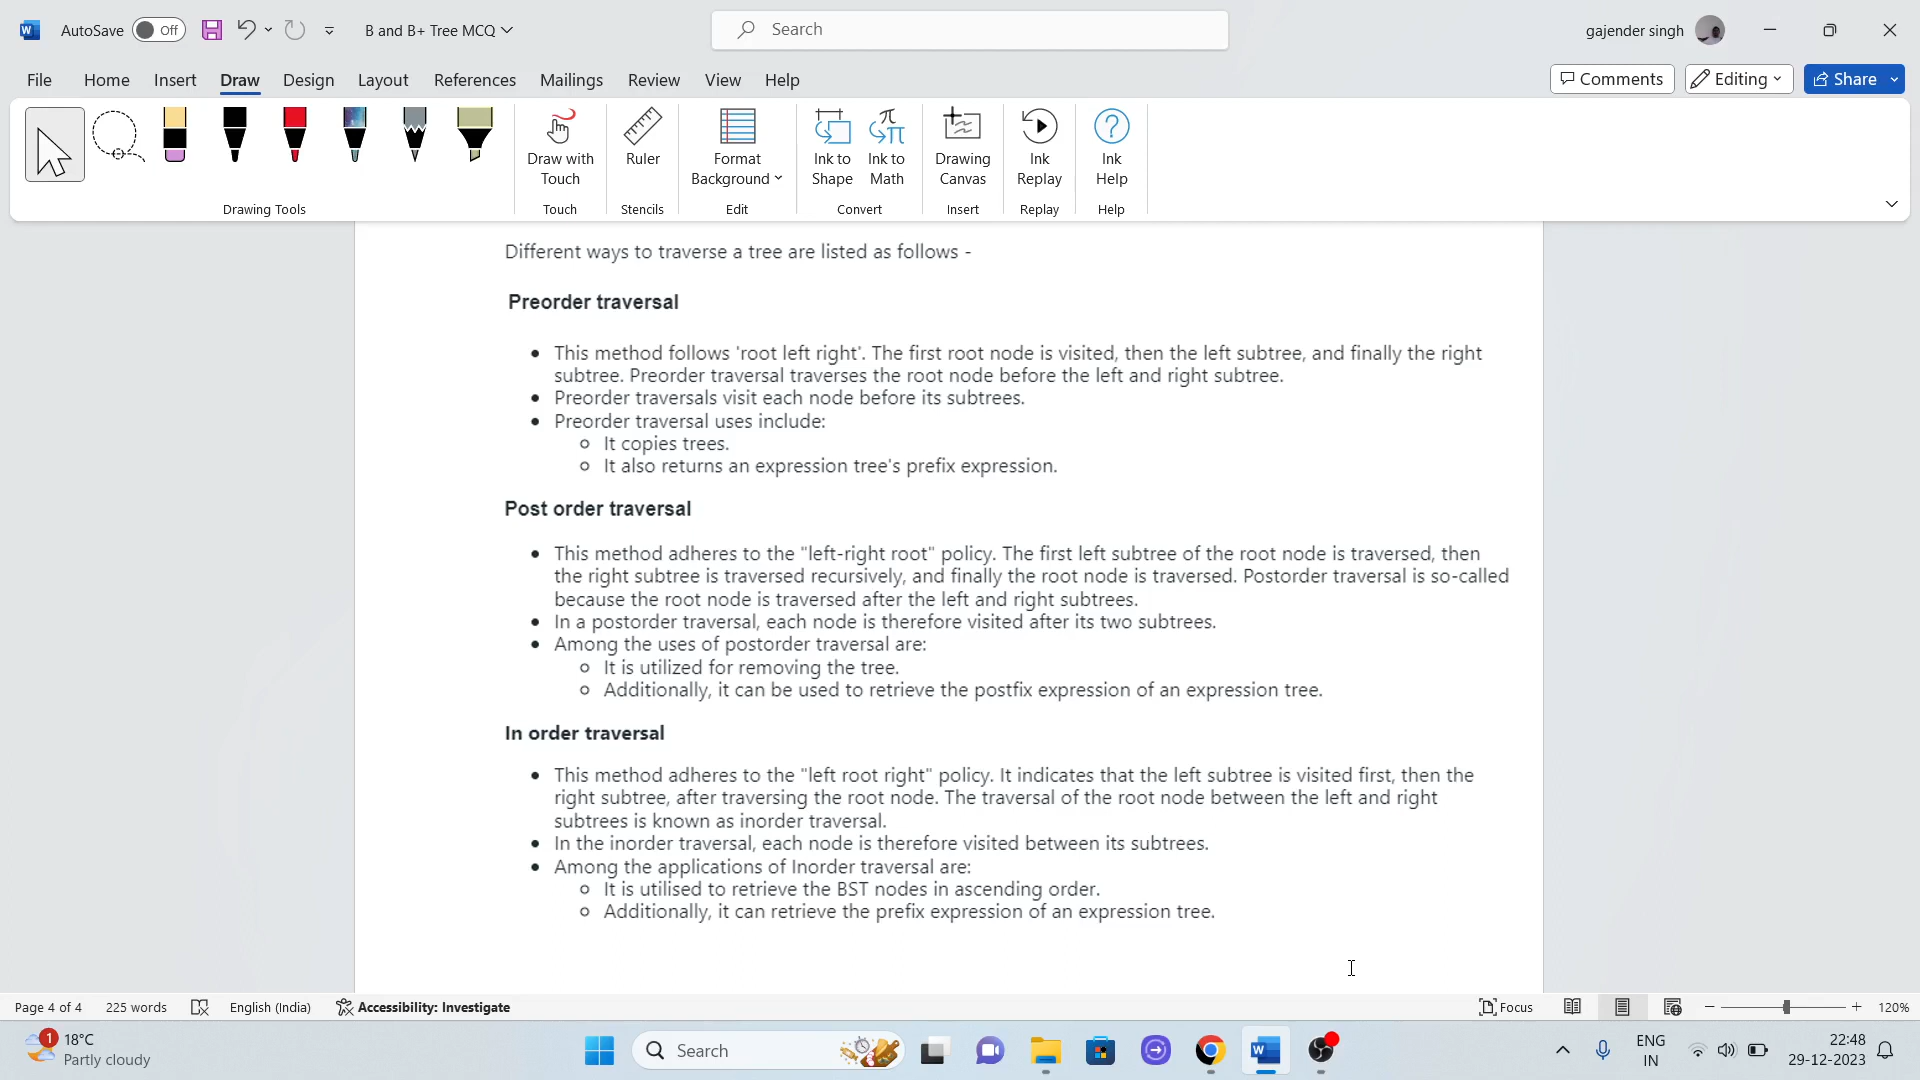 AutoSave Off B and B+ Tree MCQ Search gajender singh
File Home Insert Draw Design Layout References Mailings Review View Help Comments Editing Share
Draw with Touch
Ruler
Format Background
Ink to Shape
Ink to Math
Drawing Canvas
Ink Replay
Ink Help
Drawing Tools Touch Stencils Edit Convert Insert Replay Help
Different ways to traverse a tree are listed as follows -
Preorder traversal
• This method follows 'root left right'. The first root node is visited, then the left subtree, and finally the right
subtree. Preorder traversal traverses the root node before the left and right subtree.
• Preorder traversals visit each node before its subtrees.
• Preorder traversal uses include:
o It copies trees.
o It also returns an expression tree's prefix expression.
Post order traversal
• This method adheres to the "left-right root" policy. The first left subtree of the root node is traversed, then
the right subtree is traversed recursively, and finally the root node is traversed. Postorder traversal is so-called
because the root node is traversed after the left and right subtrees.
• In a postorder traversal, each node is therefore visited after its two subtrees.
• Among the uses of postorder traversal are:
o It is utilized for removing the tree.
o Additionally, it can be used to retrieve the postfix expression of an expression tree.
In order traversal
• This method adheres to the "left root right" policy. It indicates that the left subtree is visited first, then the
right subtree, after traversing the root node. The traversal of the root node between the left and right
subtrees is known as inorder traversal.
• In the inorder traversal, each node is therefore visited between its subtrees.
• Among the applications of Inorder traversal are:
o It is utilised to retrieve the BST nodes in ascending order.
o Additionally, it can retrieve the prefix expression of an expression tree.
Page 4 of 4 225 words English (India) Accessibility: Investigate Focus 120%
1 18°C
Partly cloudy
Search
ENG
IN
22:48
29-12-2023